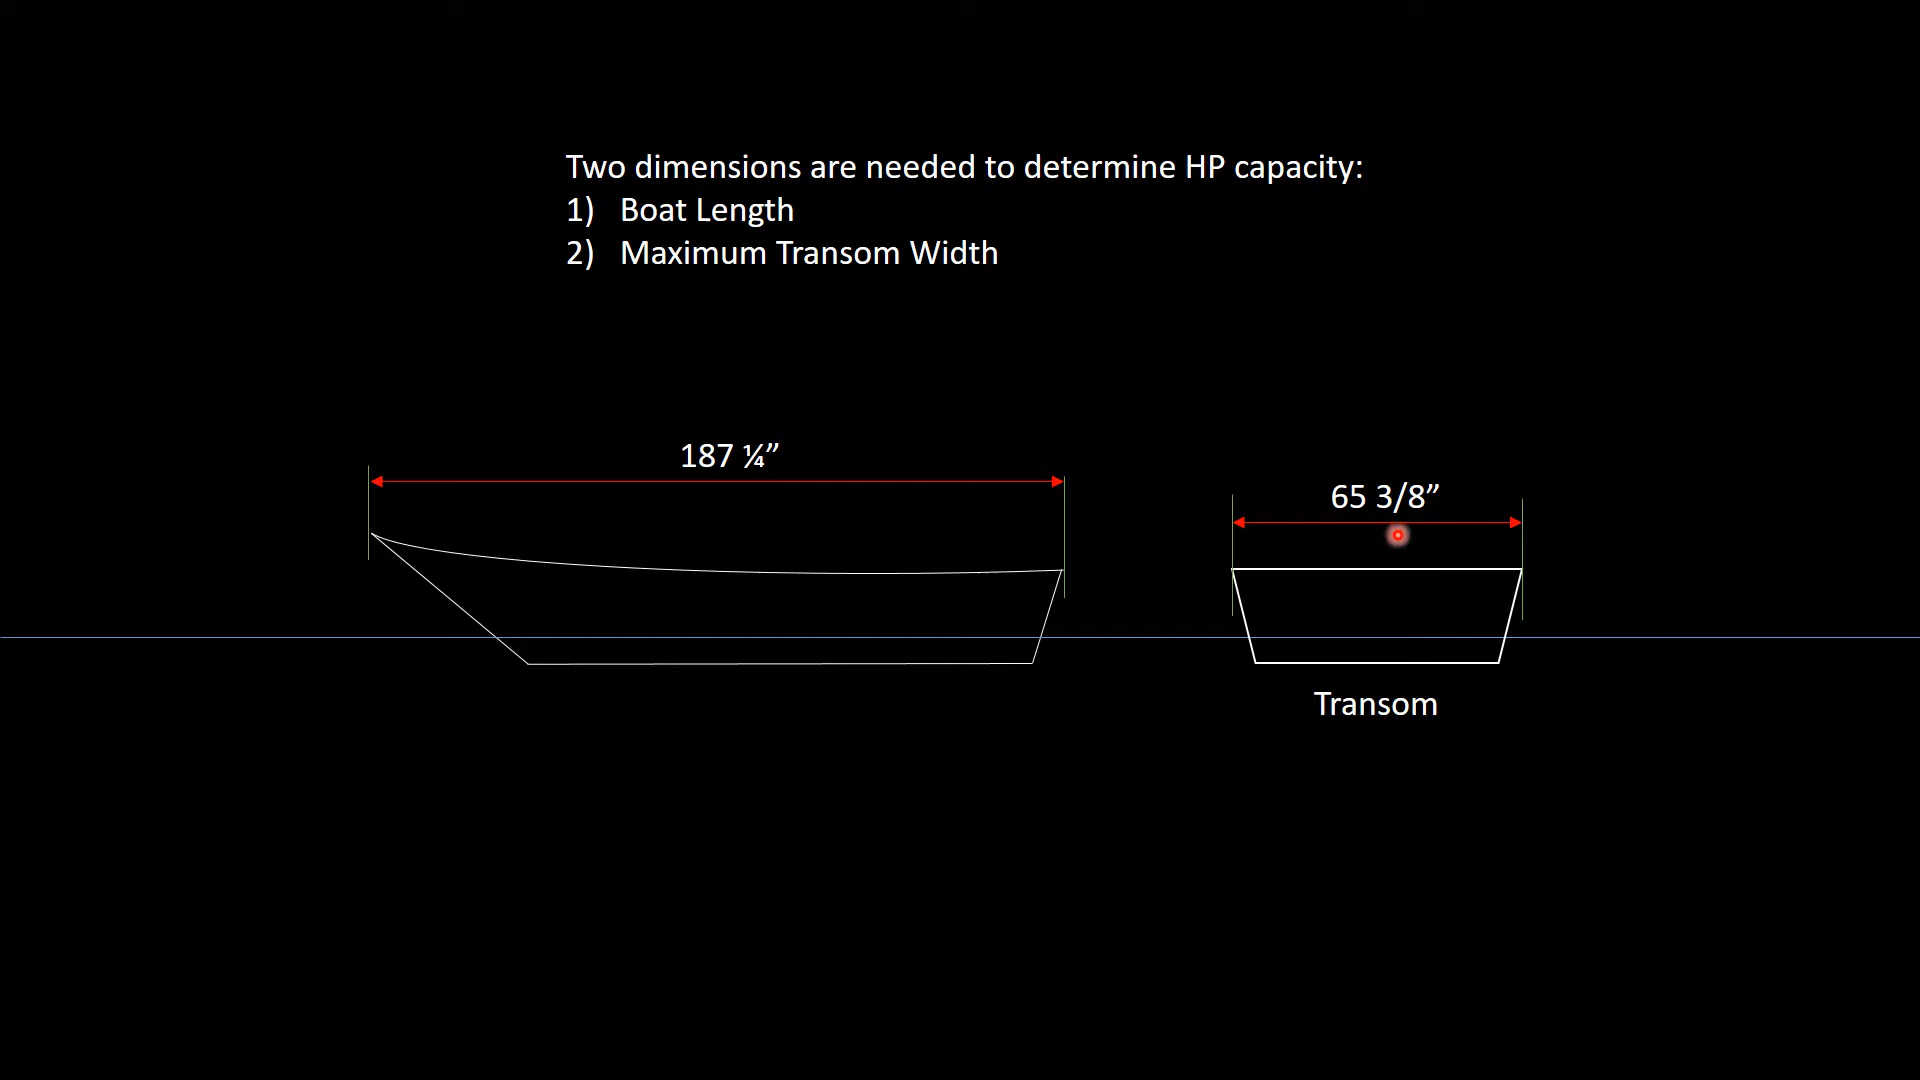 Two dimensions are needed to determine HP capacity:
1) Boat Length
2) Maximum Transom Width
187 ¼”
65 3/8”
Transom